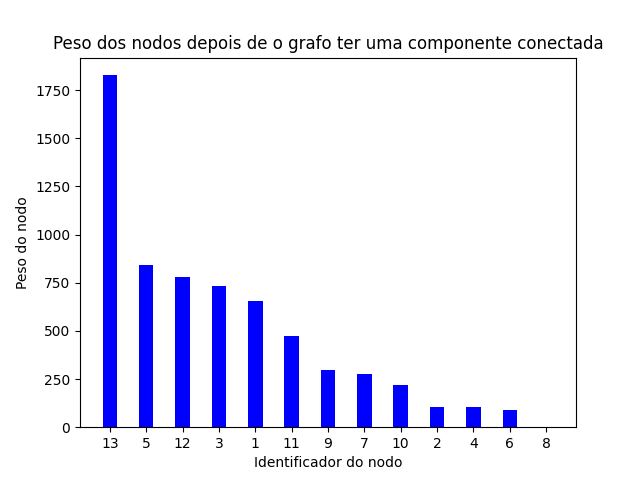 Peso dos nodos depois de o grafo ter uma componente conectada
Peso do nodo
1750
1500
1250
1000
750
500
250
0
13 5 12 3 1 11 9 7 10 2 4 6 8
Identificador do nodo